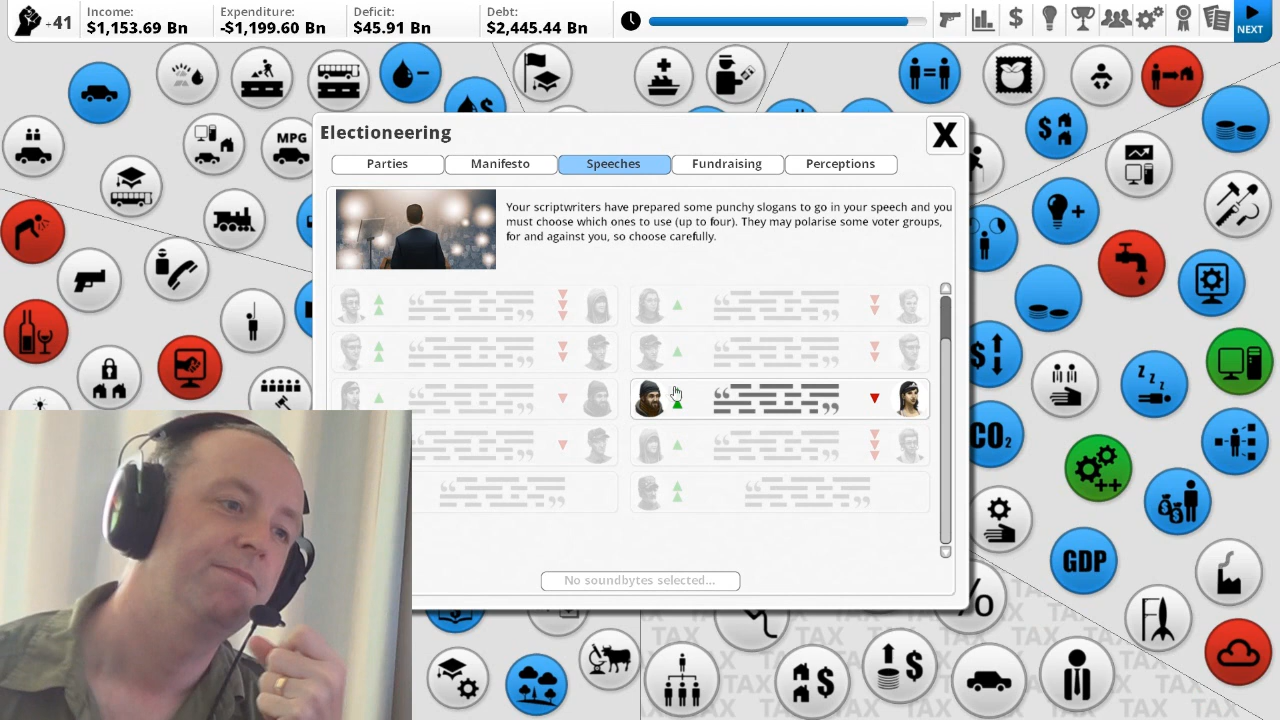 +41
Income:
$1,153.69 Bn
Expenditure:
-$1,199.60 Bn
Deficit:
$45.91 Bn
Debt:
$2,445.44 Bn
NEXT
MPG
$
$
$
CO2
GDP
%
$
$
TAX TAX TAX TAX
Electioneering
X
Parties
Manifesto
Speeches
Fundraising
Perceptions
Your scriptwriters have prepared some punchy slogans to go in your speech and you
must choose which ones to use (up to four). They may polarise some voter groups,
for and against you, so choose carefully.
No soundbytes selected...